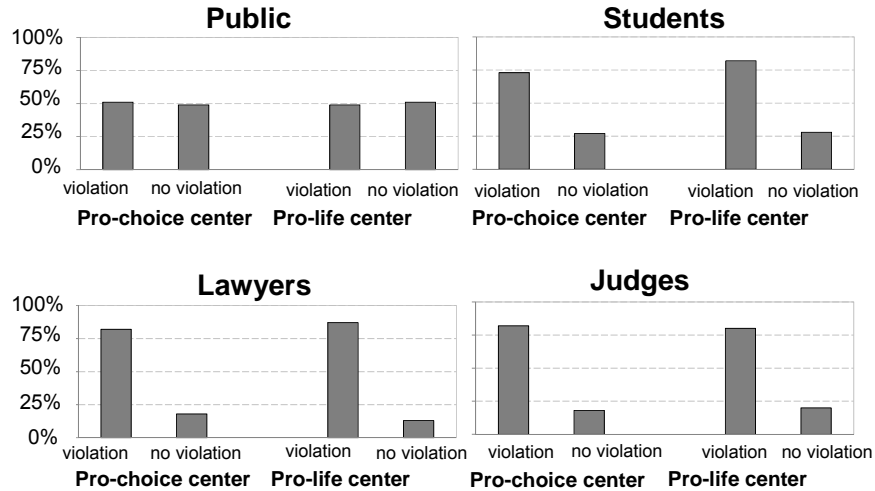 Public
100%
75%
50%
25%
0%
violation no violation violation no violation
Pro-choice center Pro-life center
Students
violation no violation violation no violation
Pro-choice center Pro-life center
Lawyers
100%
75%
50%
25%
0%
violation no violation violation no violation
Pro-choice center Pro-life center
Judges
violation no violation violation no violation
Pro-choice center Pro-life center